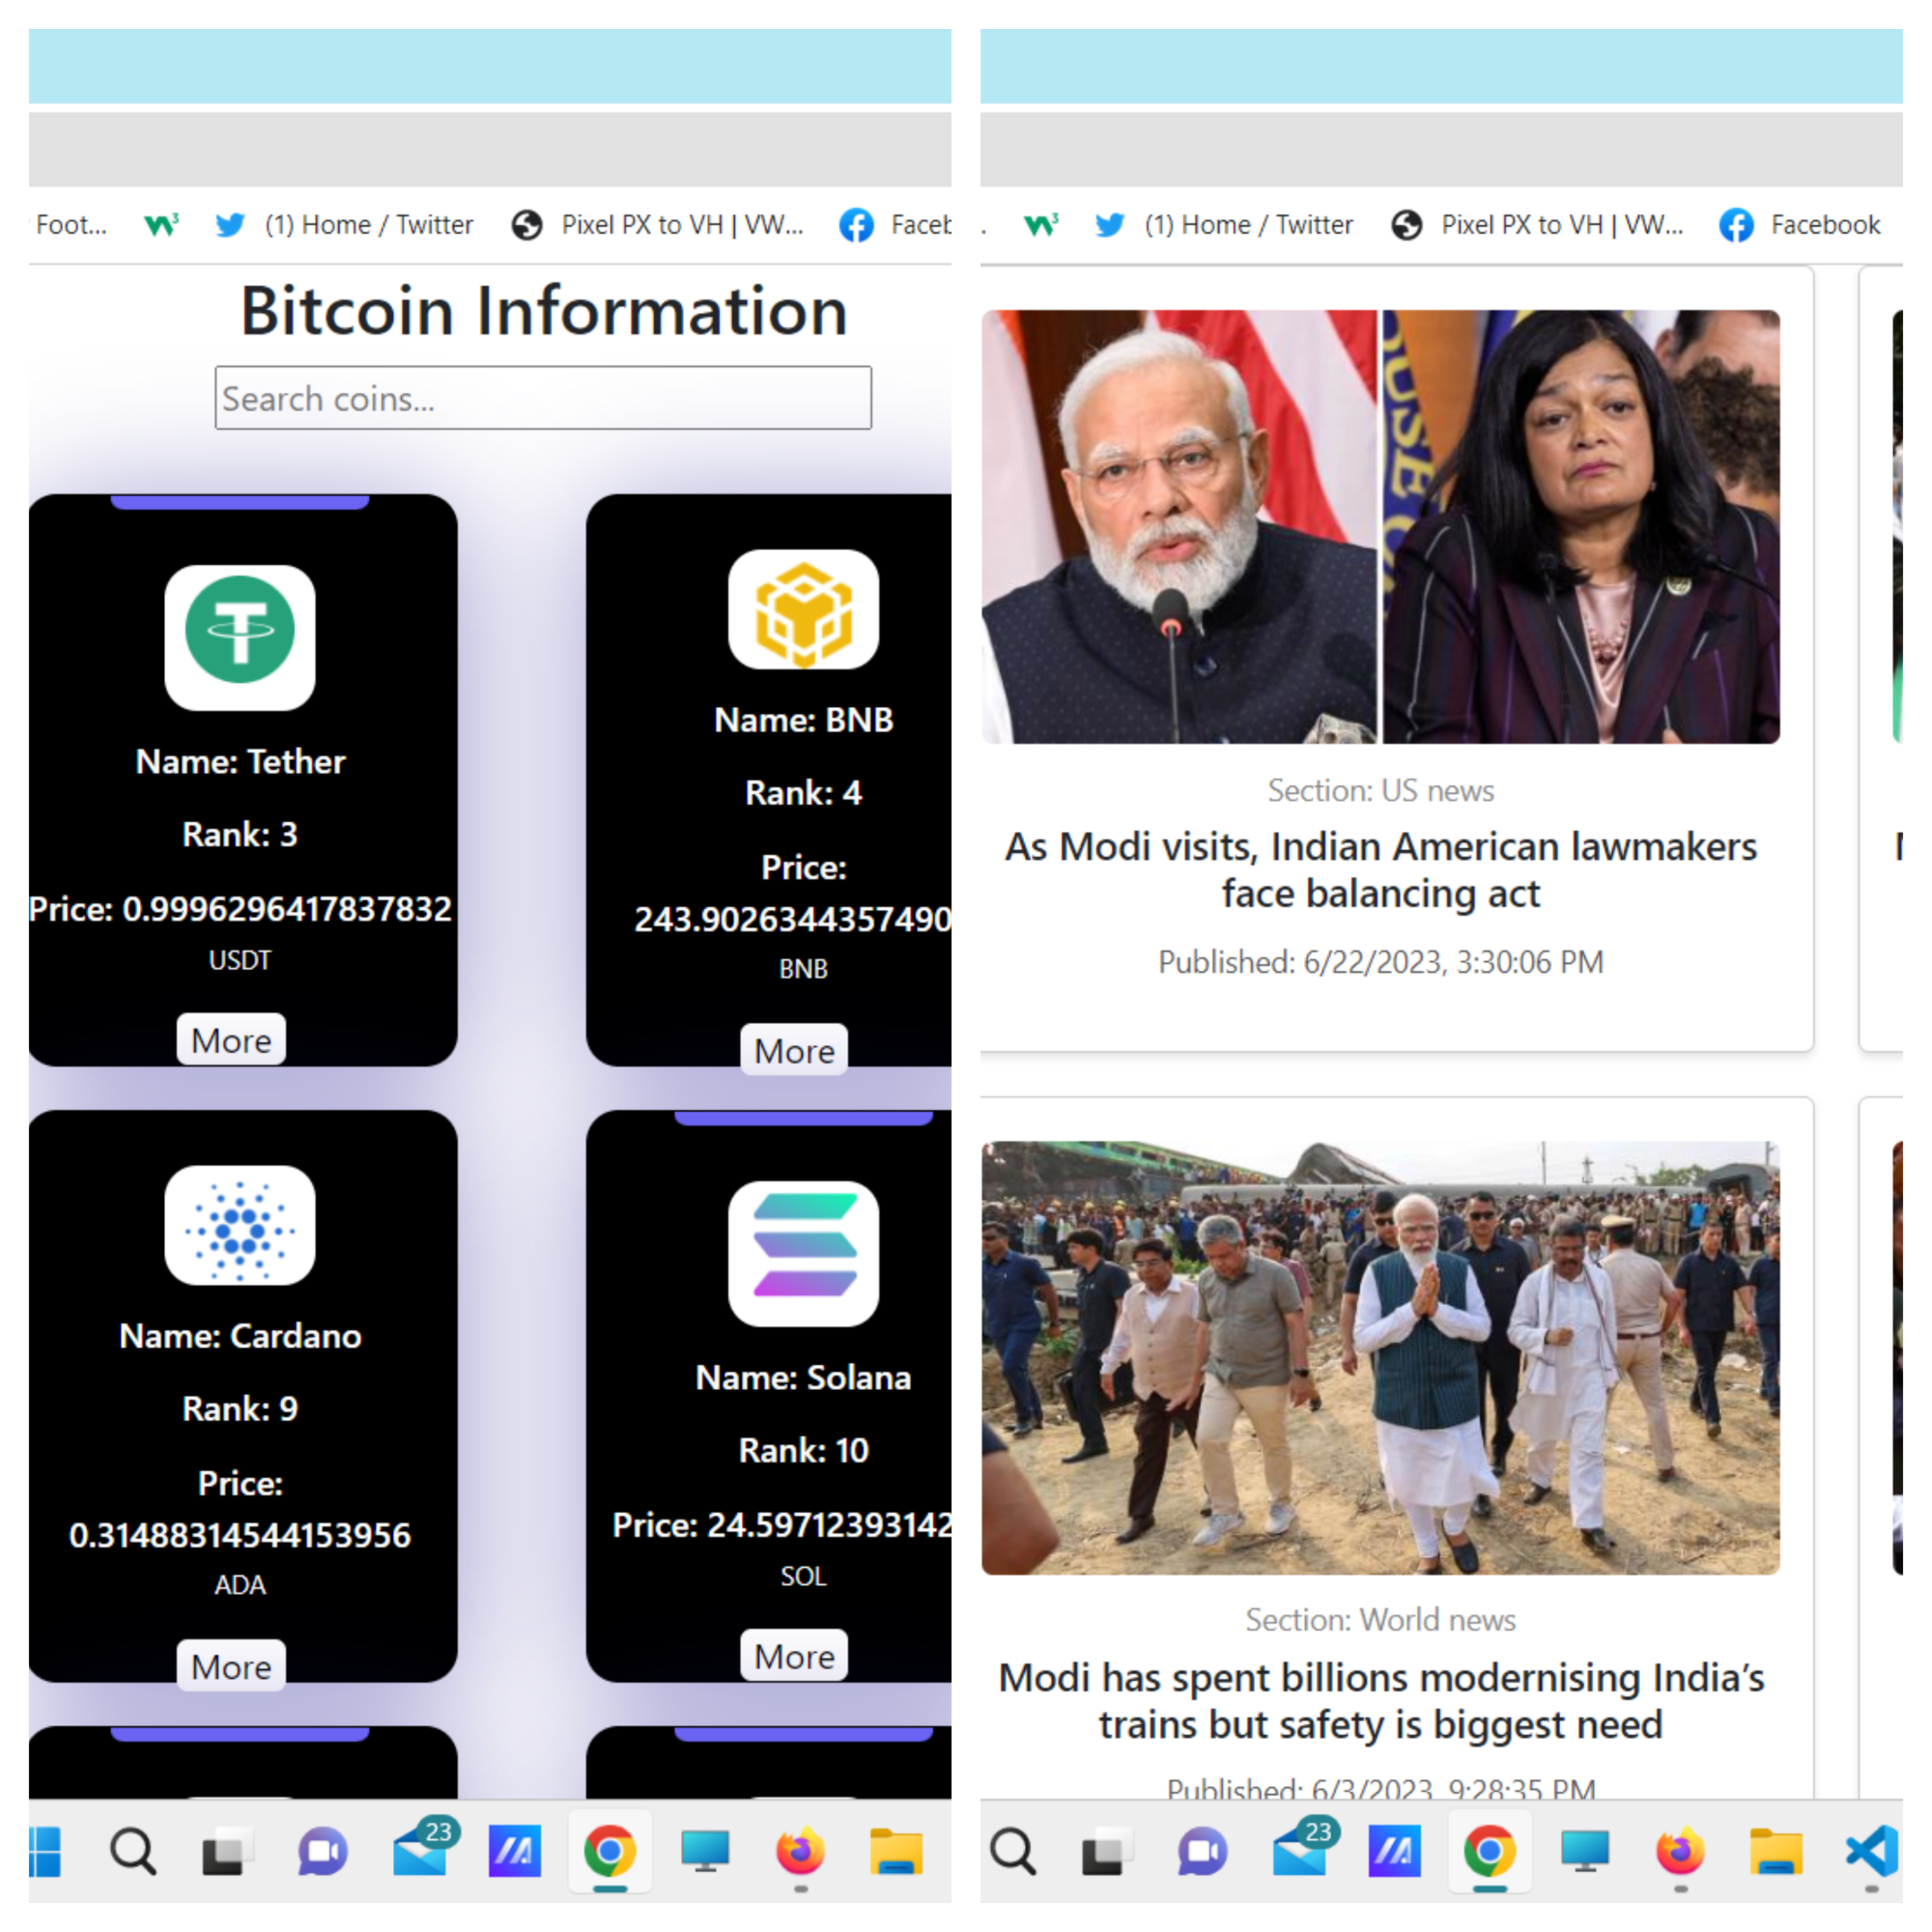 Foot...
(1) Home / Twitter
Pixel PX to VH | VW...
Faceb
Bitcoin Information
Search coins...
Name: Tether
Rank: 3
Price: 0.9996296417837832
USDT
More
Name: BNB
Rank: 4
Price:
243.9026344357490
BNB
More
Name: Cardano
Rank: 9
Price:
0.31488314544153956
ADA
More
Name: Solana
Rank: 10
Price: 24.59712393142
SOL
More
23
.
(1) Home / Twitter
Pixel PX to VH | VW...
Facebook
OUSE
Section: US news
As Modi visits, Indian American lawmakers
face balancing act
Published: 6/22/2023, 3:30:06 PM
Section: World news
Modi has spent billions modernising India’s
trains but safety is biggest need
Published: 6/3/2023, 9:28:35 PM
23